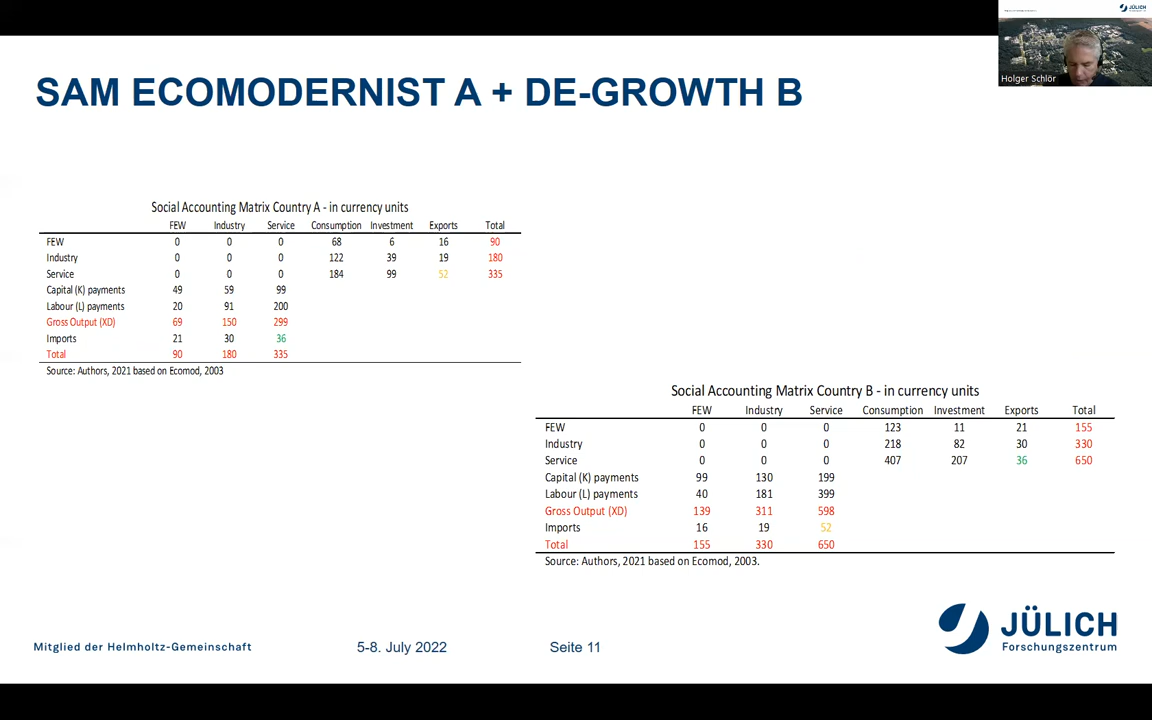 JÜLICH
Holger Schlör
SAM ECOMODERNIST A + DE-GROWTH B
Social Accounting Matrix Country A - in currency units
FEW Industry Service Consumption Investment Exports Total
FEW 0 0 0 68 6 16 90
Industry 0 0 0 122 39 19 180
Service 0 0 0 184 99 52 335
Capital (K) payments 49 59 99
Labour (L) payments 20 91 200
Gross Output (XD) 69 150 299
Imports 21 30 36
Total 90 180 335
Source: Authors, 2021 based on Ecomod, 2003
Social Accounting Matrix Country B - in currency units
FEW Industry Service Consumption Investment Exports Total
FEW 0 0 0 123 11 21 155
Industry 0 0 0 218 82 30 330
Service 0 0 0 407 207 36 650
Capital (K) payments 99 130 199
Labour (L) payments 40 181 399
Gross Output (XD) 139 311 598
Imports 16 19 52
Total 155 330 650
Source: Authors, 2021 based on Ecomod, 2003.
Mitglied der Helmholtz-Gemeinschaft
5-8. July 2022
Seite 11
JÜLICH
Forschungszentrum